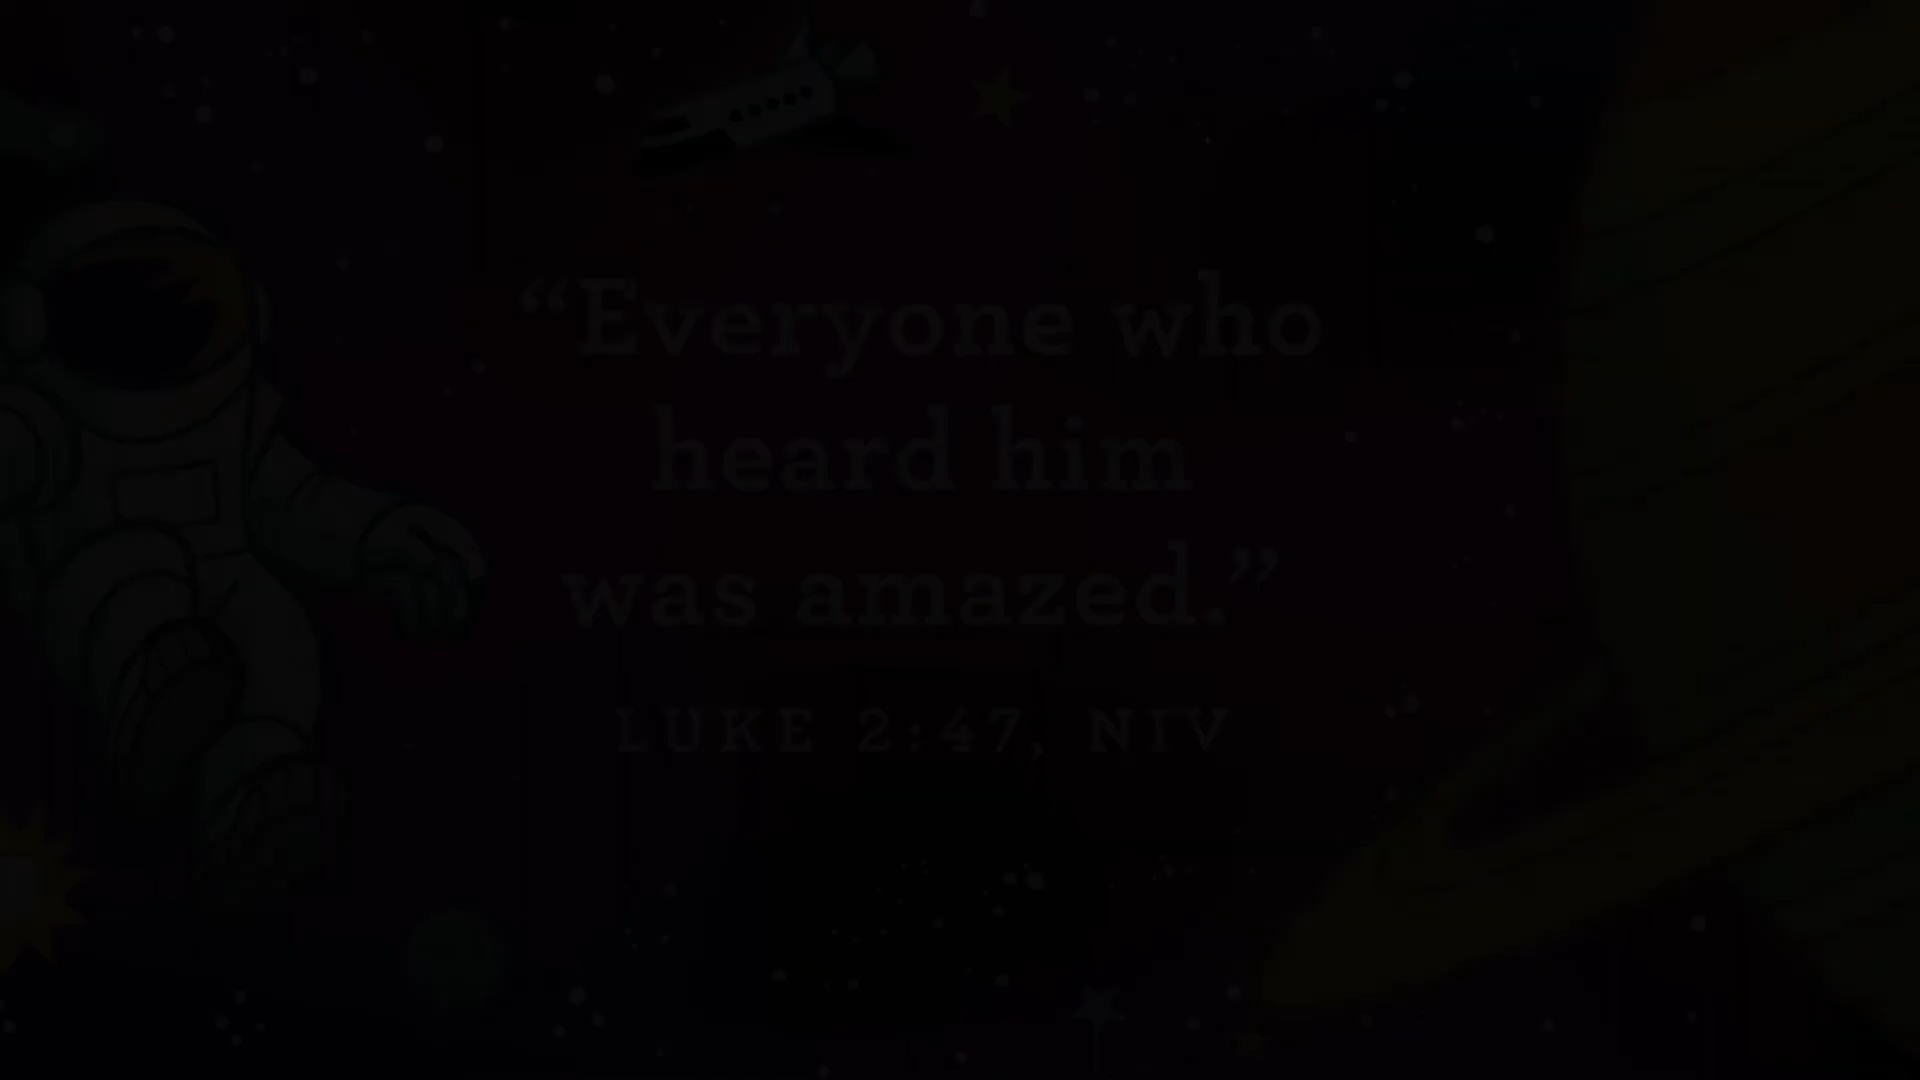 “Everyone who
heard him
was amazed.”
LUKE 2:47, NIV